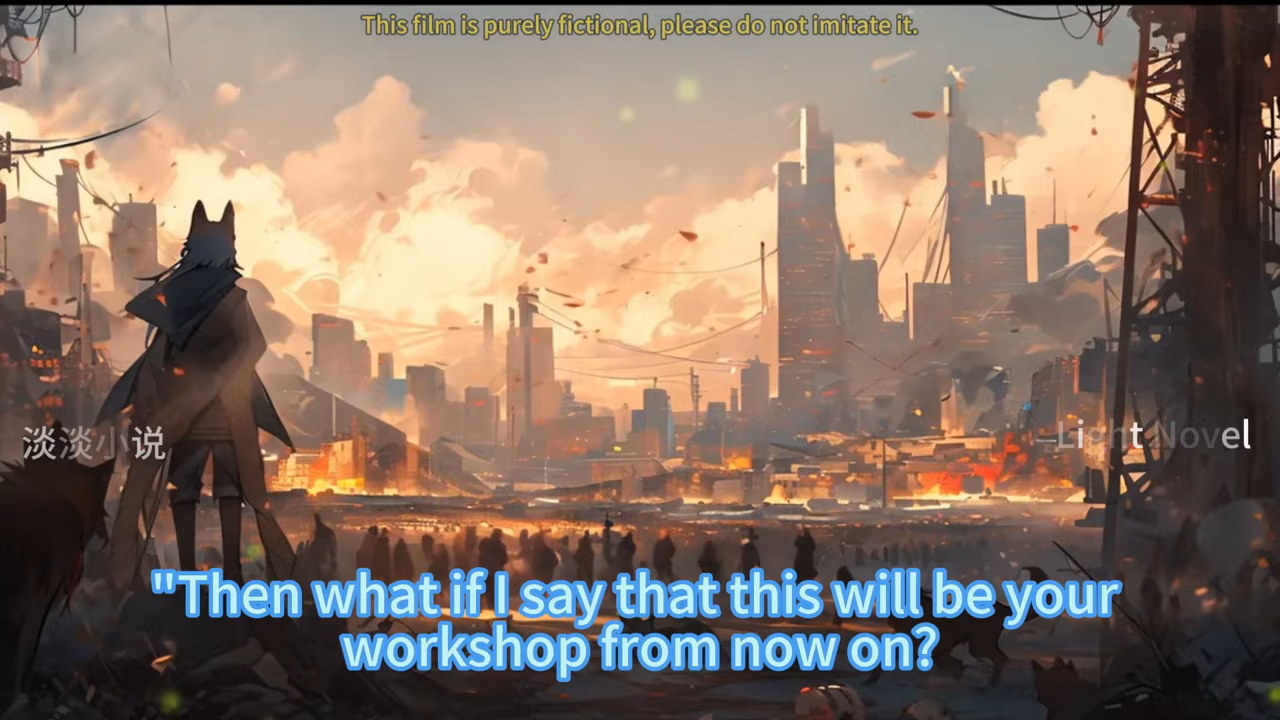 This film is purely fictional, please do not imitate it.
淡淡小说
Light Novel
"Then what if I say that this will be your
workshop from now on?